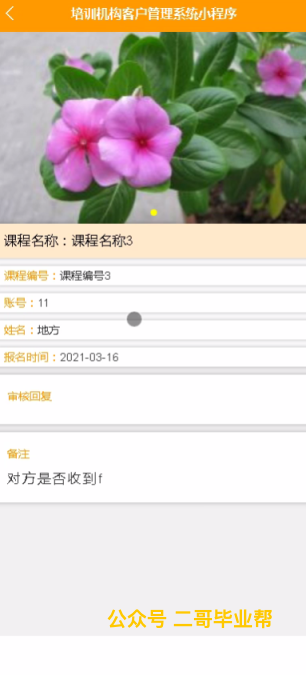 培训机构客户管理系统小程序
课程名称：课程名称3
课程编号：课程编号3
账号：11
姓名：地方
报名时间：2021-03-16
审核回复
备注
对方是否收到f
公众号 二哥毕业帮